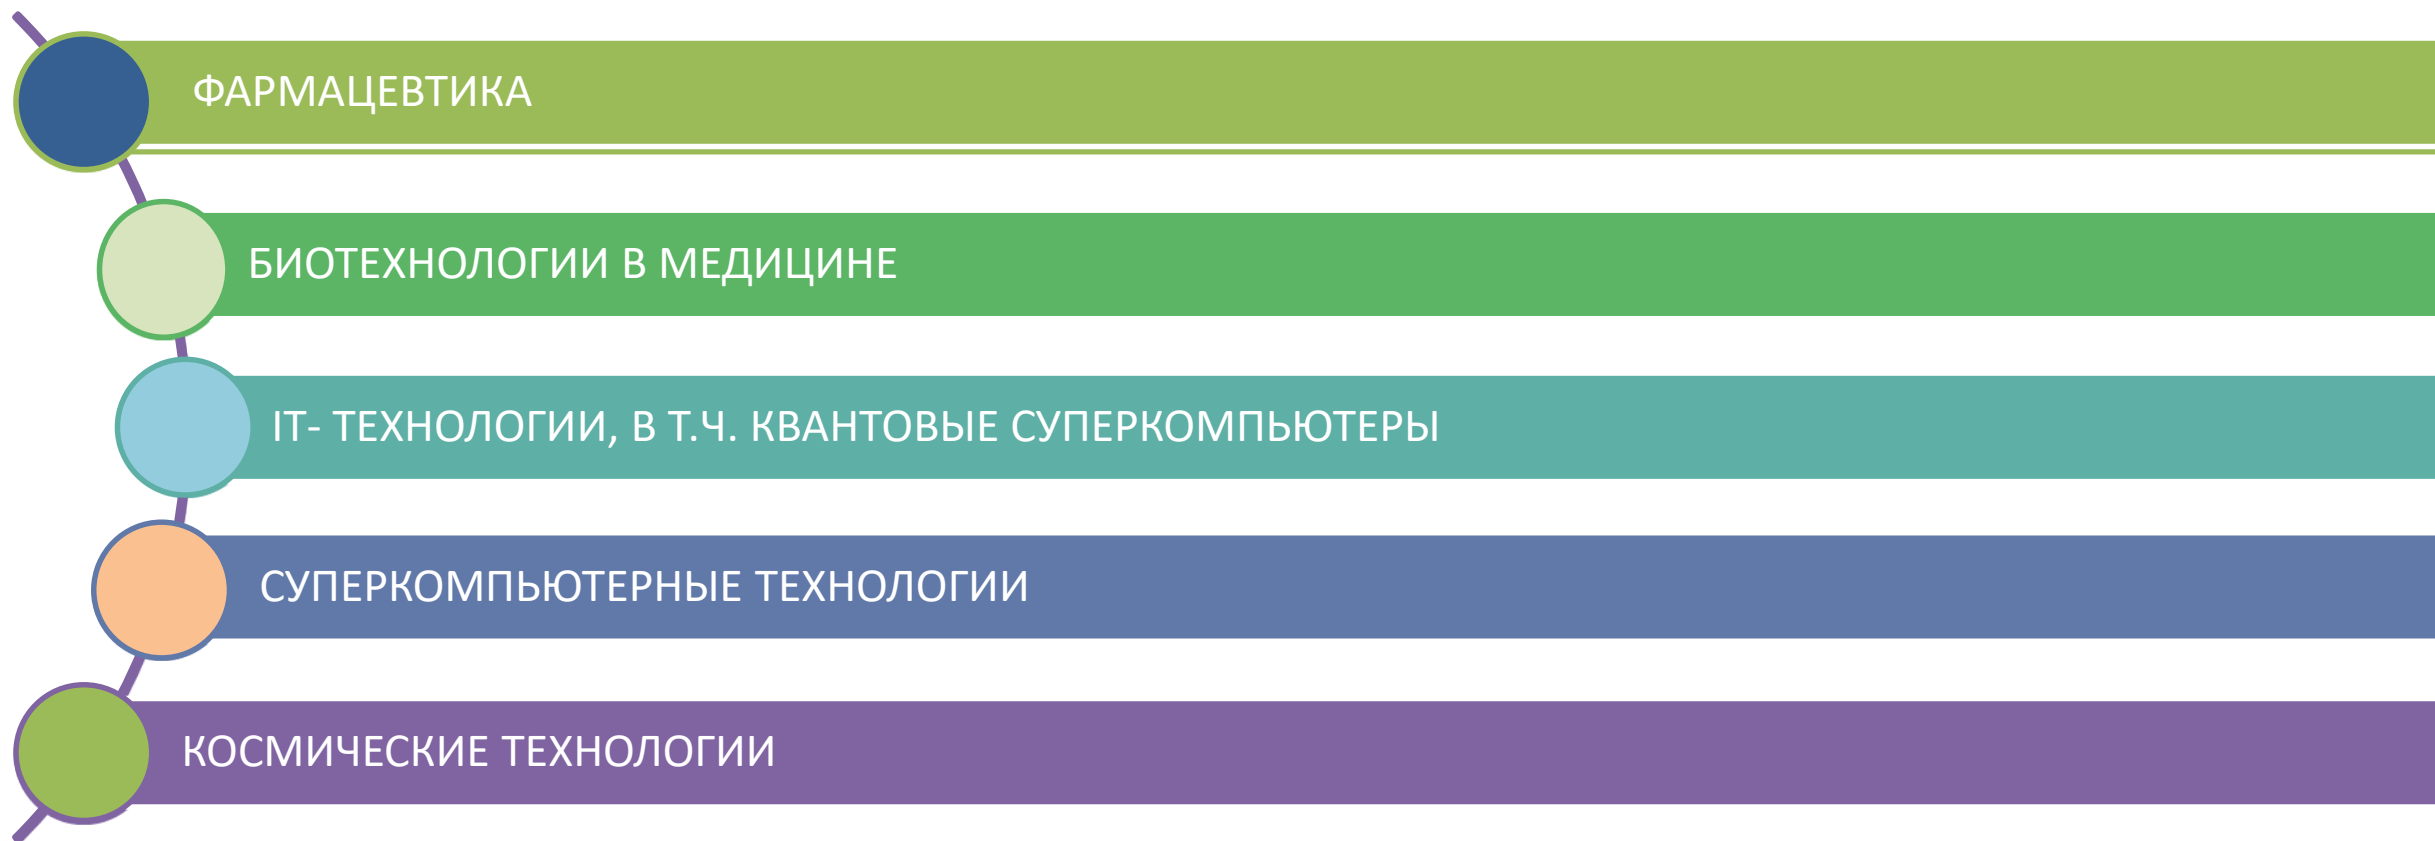 ФАРМАЦЕВТИКА
БИОТЕХНОЛОГИИ В МЕДИЦИНЕ
IT- ТЕХНОЛОГИИ, В Т.Ч. КВАНТОВЫЕ СУПЕРКОМПЬЮТЕРЫ
СУПЕРКОМПЬЮТЕРНЫЕ ТЕХНОЛОГИИ
КОСМИЧЕСКИЕ ТЕХНОЛОГИИ